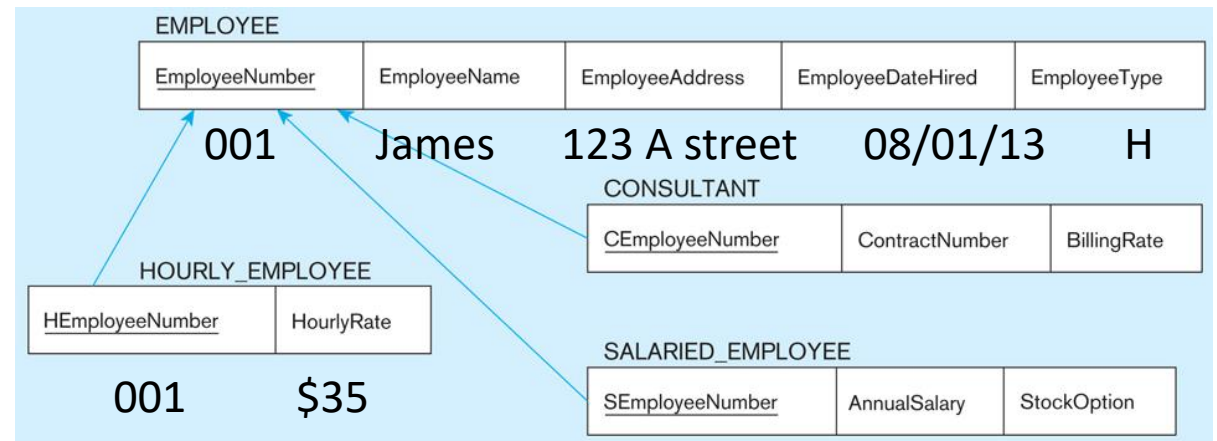 EMPLOYEE
EmployeeNumber EmployeeName EmployeeAddress EmployeeDateHired EmployeeType
001 James 123 A street 08/01/13 H
CONSULTANT
CEmployeeNumber ContractNumber BillingRate
HOURLY_EMPLOYEE
HEmployeeNumber HourlyRate
001 $35
SALARIED_EMPLOYEE
SEmployeeNumber AnnualSalary StockOption